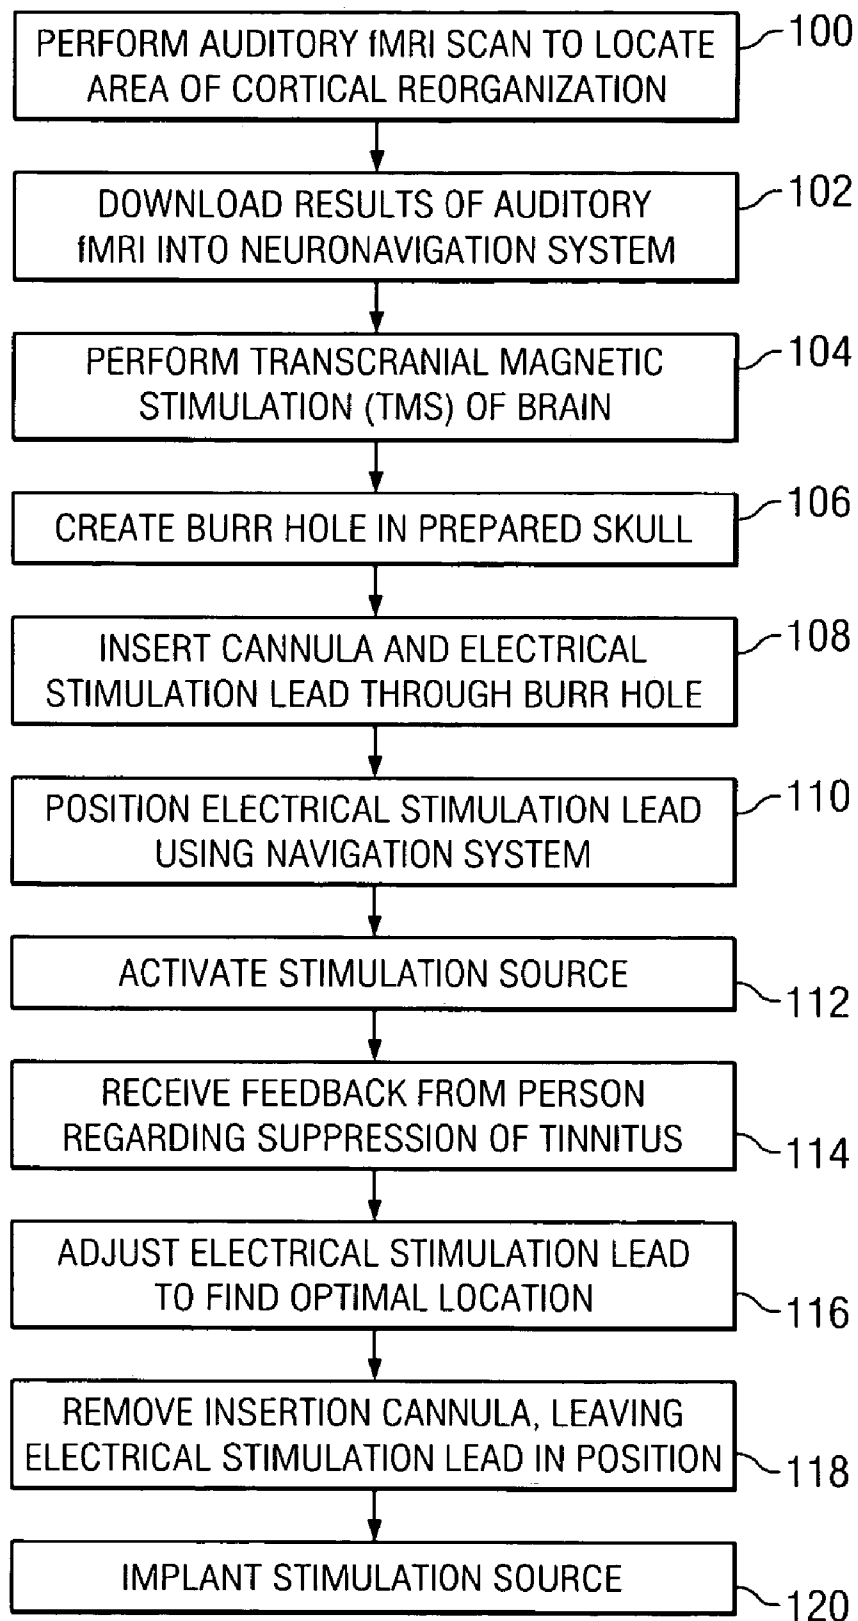 PERFORM AUDITORY fMRI SCAN TO LOCATE
AREA OF CORTICAL REORGANIZATION
100
DOWNLOAD RESULTS OF AUDITORY
fMRI INTO NEURONAVIGATION SYSTEM
102
PERFORM TRANSCRANIAL MAGNETIC
STIMULATION (TMS) OF BRAIN
104
CREATE BURR HOLE IN PREPARED SKULL
106
INSERT CANNULA AND ELECTRICAL
STIMULATION LEAD THROUGH BURR HOLE
108
POSITION ELECTRICAL STIMULATION LEAD
USING NAVIGATION SYSTEM
110
ACTIVATE STIMULATION SOURCE
112
RECEIVE FEEDBACK FROM PERSON
REGARDING SUPPRESSION OF TINNITUS
114
ADJUST ELECTRICAL STIMULATION LEAD
TO FIND OPTIMAL LOCATION
116
REMOVE INSERTION CANNULA, LEAVING
ELECTRICAL STIMULATION LEAD IN POSITION
118
IMPLANT STIMULATION SOURCE
120